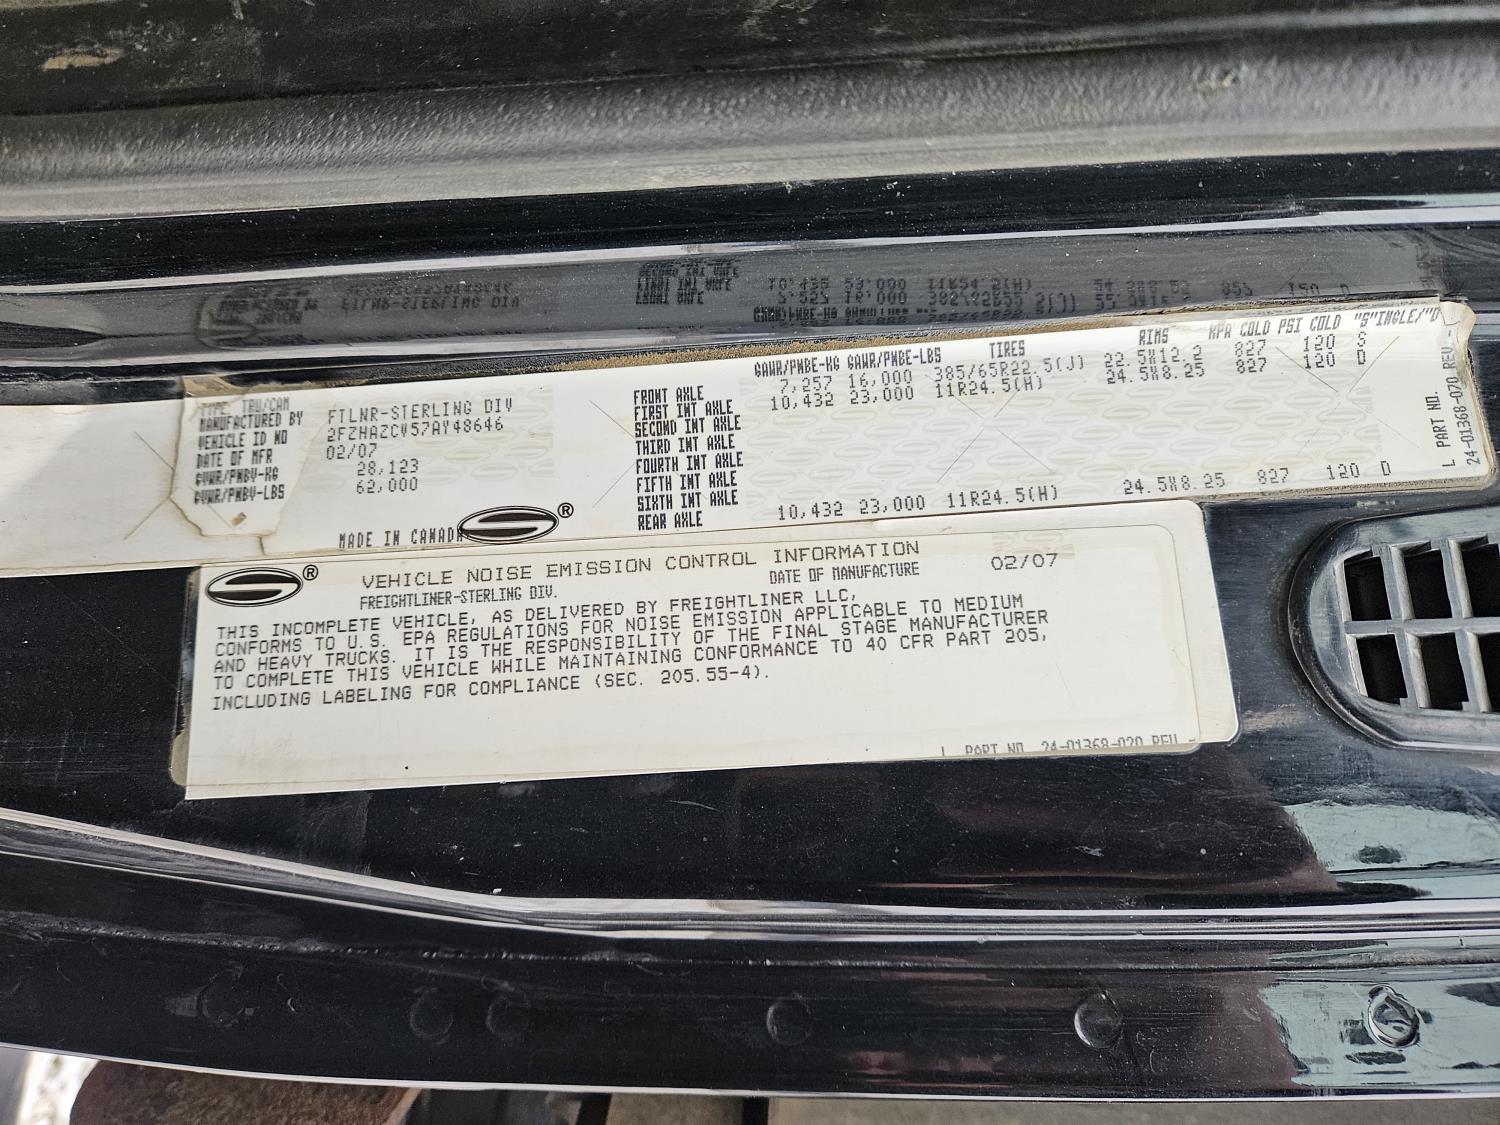 TYPE TRU/CAM
MANUFACTURED BY FTLNR-STERLING DIV
VEHICLE ID NO 2FZHAZCV57AY48646
DATE OF MFR 02/07
GVWR/PNBV-KG 28,123
GVWR/PNBV-LBS 62,000
MADE IN CANADA ®
GAWR/PNBE-KG GAWR/PNBE-LBS TIRES RIMS KPA COLD PSI COLD "S"INGLE/"D
FRONT AXLE 7,257 16,000 385/65R22.5(J) 22.5X12.2 827 120 S
FIRST INT AXLE 10,432 23,000 11R24.5(H) 24.5X8.25 827 120 D
SECOND INT AXLE
THIRD INT AXLE
FOURTH INT AXLE
FIFTH INT AXLE
SIXTH INT AXLE
REAR AXLE 10,432 23,000 11R24.5(H) 24.5X8.25 827 120 D
L PART NO.
24-01368-070 REV -
® VEHICLE NOISE EMISSION CONTROL INFORMATION
FREIGHTLINER-STERLING DIV. DATE OF MANUFACTURE 02/07
THIS INCOMPLETE VEHICLE, AS DELIVERED BY FREIGHTLINER LLC,
CONFORMS TO U.S. EPA REGULATIONS FOR NOISE EMISSION APPLICABLE TO MEDIUM
AND HEAVY TRUCKS. IT IS THE RESPONSIBILITY OF THE FINAL STAGE MANUFACTURER
TO COMPLETE THIS VEHICLE WHILE MAINTAINING CONFORMANCE TO 40 CFR PART 205,
INCLUDING LABELING FOR COMPLIANCE (SEC. 205.55-4).
L PART NO. 24-01368-020 REV -